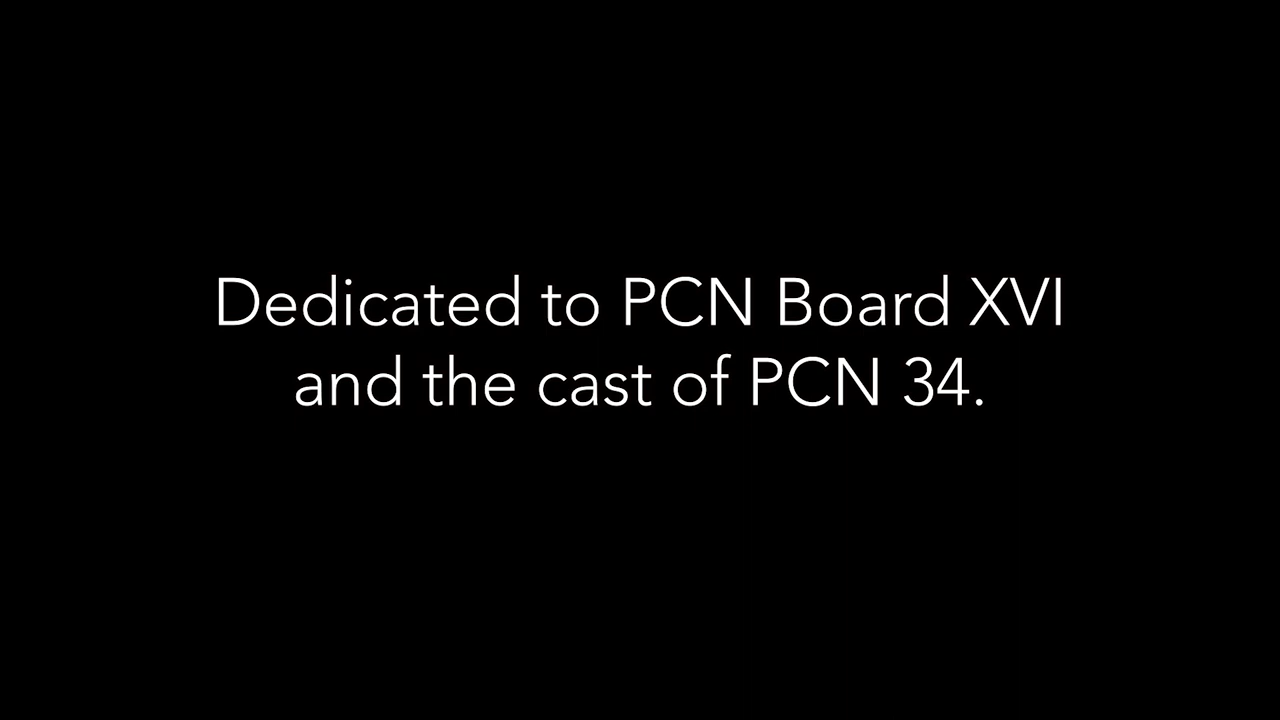 Dedicated to PCN Board XVI
and the cast of PCN 34.